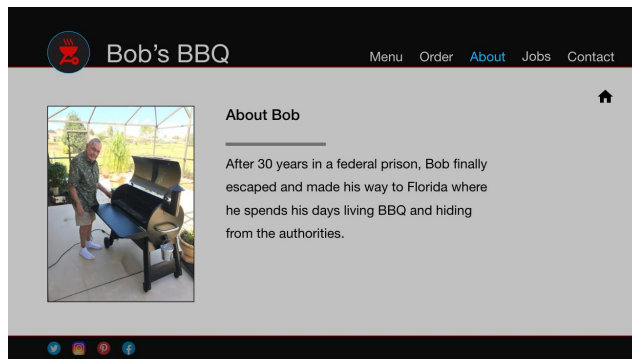 Bob's BBQ
Menu Order About Jobs Contact
About Bob
After 30 years in a federal prison, Bob finally
escaped and made his way to Florida where
he spends his days living BBQ and hiding
from the authorities.